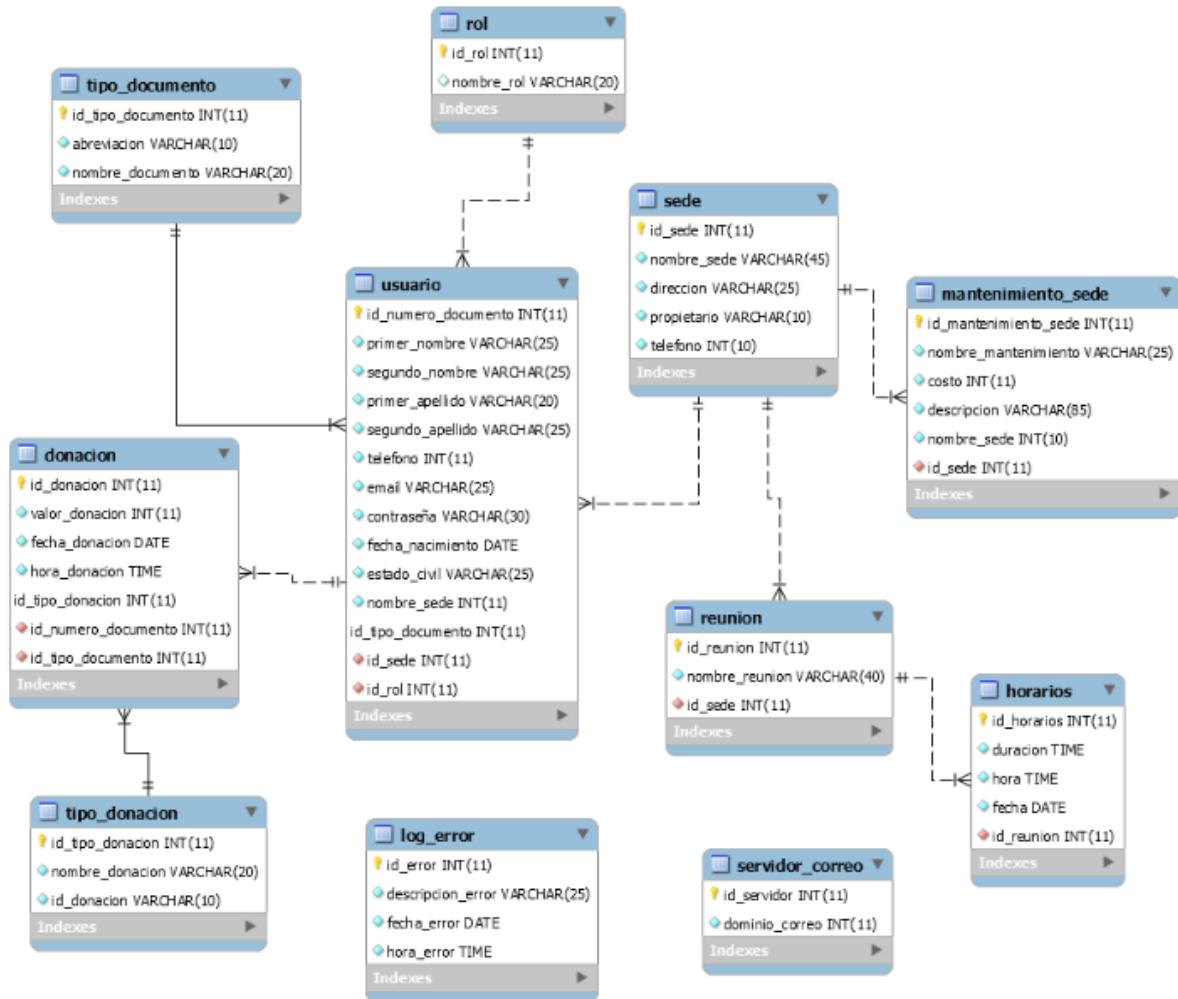 rol
id_rol INT(11)
nombre_rol VARCHAR(20)
Indexes
tipo_documento
id_tipo_documento INT(11)
abreviacion VARCHAR(10)
nombre_documento VARCHAR(20)
Indexes
sede
id_sede INT(11)
nombre_sede VARCHAR(45)
direccion VARCHAR(25)
propietario VARCHAR(10)
telefono INT(10)
Indexes
usuario
id_numero_documento INT(11)
primer_nombre VARCHAR(25)
segundo_nombre VARCHAR(25)
primer_apellido VARCHAR(20)
segundo_apellido VARCHAR(25)
telefono INT(11)
email VARCHAR(25)
contraseña VARCHAR(30)
fecha_nacimiento DATE
estado_civil VARCHAR(25)
nombre_sede INT(11)
id_tipo_documento INT(11)
id_sede INT(11)
id_rol INT(11)
Indexes
mantenimiento_sede
id_mantenimiento_sede INT(11)
nombre_mantenimiento VARCHAR(25)
costo INT(11)
descripcion VARCHAR(85)
nombre_sede INT(10)
id_sede INT(11)
Indexes
donacion
id_donacion INT(11)
valor_donacion INT(11)
fecha_donacion DATE
hora_donacion TIME
id_tipo_donacion INT(11)
id_numero_documento INT(11)
id_tipo_documento INT(11)
Indexes
reunion
id_reunion INT(11)
nombre_reunion VARCHAR(40)
id_sede INT(11)
Indexes
horarios
id_horarios INT(11)
duracion TIME
hora TIME
fecha DATE
id_reunion INT(11)
Indexes
tipo_donacion
id_tipo_donacion INT(11)
nombre_donacion VARCHAR(20)
id_donacion VARCHAR(10)
Indexes
log_error
id_error INT(11)
descripcion_error VARCHAR(25)
fecha_error DATE
hora_error TIME
Indexes
servidor_correo
id_servidor INT(11)
dominio_correo INT(11)
Indexes